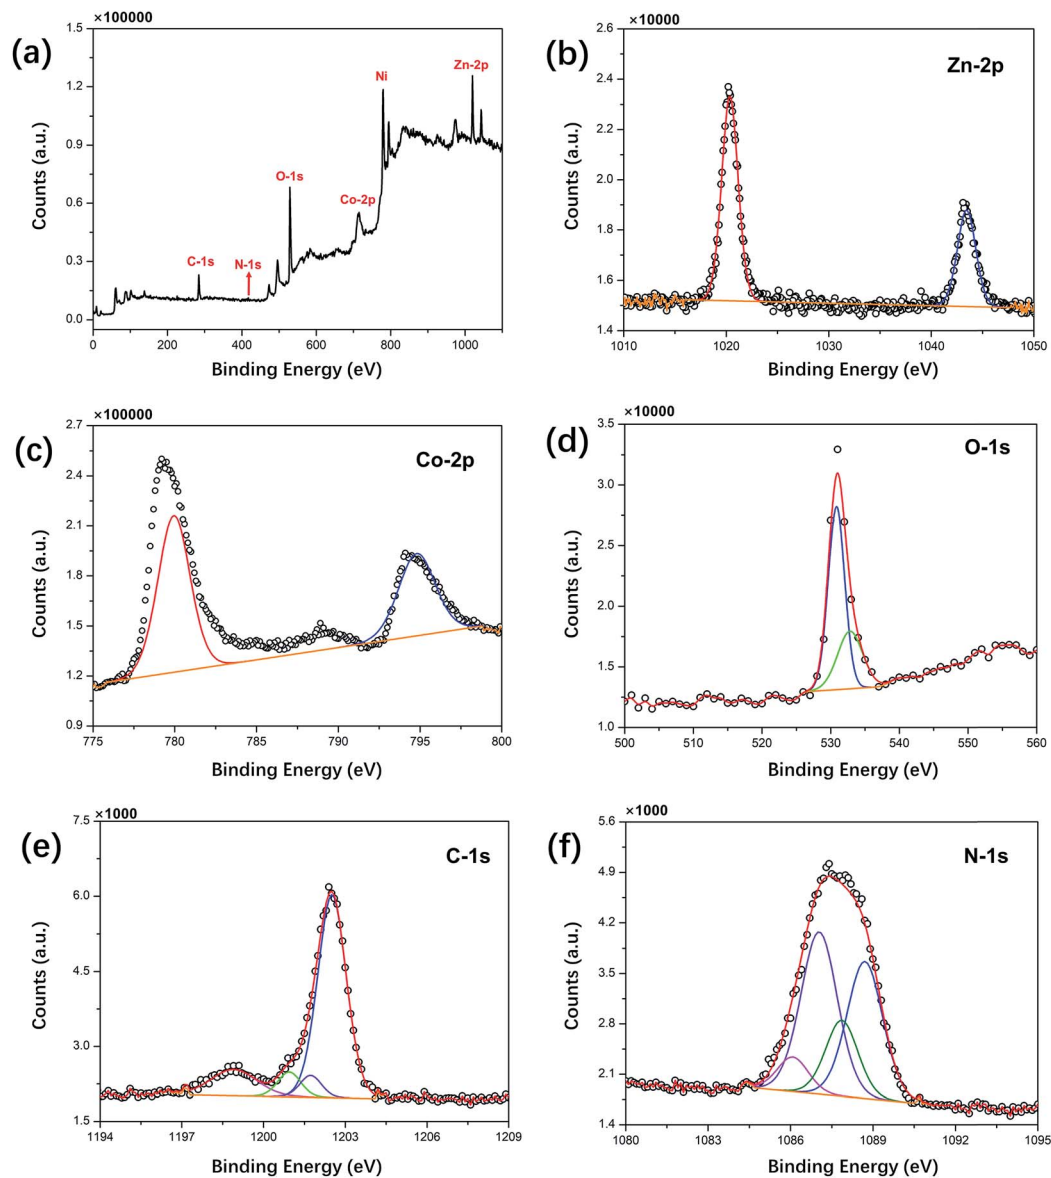 (a)
×100000
1.5
1.2
0.9
0.6
0.3
0.0
Counts (a.u.)
C-1s
N-1s
O-1s
Co-2p
Ni
Zn-2p
0 200 400 600 800 1000
Binding Energy (eV)
(b)
×10000
2.6
2.4
2.2
2.0
1.8
1.6
1.4
Counts (a.u.)
Zn-2p
1010 1020 1030 1040 1050
Binding Energy (eV)
(c)
×100000
2.7
2.4
2.1
1.8
1.5
1.2
0.9
Counts (a.u.)
Co-2p
775 780 785 790 795 800
Binding Energy (eV)
(d)
×10000
3.5
3.0
2.5
2.0
1.5
1.0
Counts (a.u.)
O-1s
500 510 520 530 540 550 560
Binding Energy (eV)
(e)
×1000
7.5
6.0
4.5
3.0
1.5
Counts (a.u.)
C-1s
1194 1197 1200 1203 1206 1209
Binding Energy (eV)
(f)
×1000
5.6
4.9
4.2
3.5
2.8
2.1
1.4
Counts (a.u.)
N-1s
1080 1083 1086 1089 1092 1095
Binding Energy (eV)